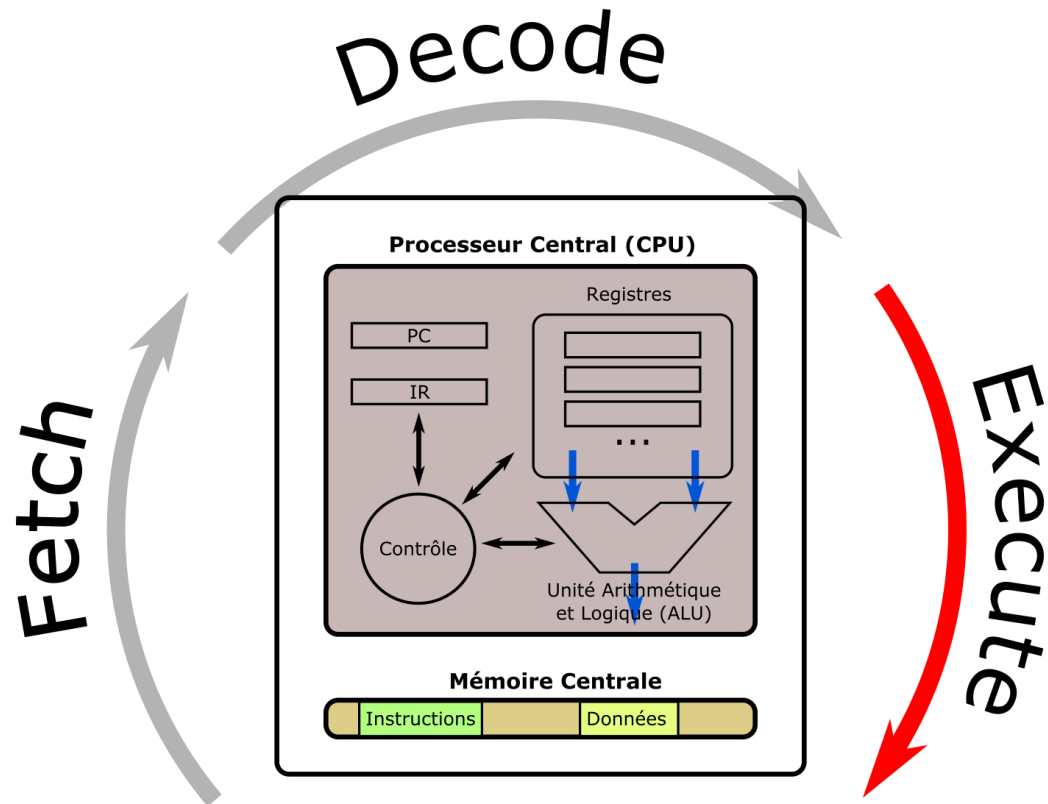 Decode
Fetch
Execute
Processeur Central (CPU)
Registres
PC
IR
...
Contrôle
Unité Arithmétique
et Logique (ALU)
Mémoire Centrale
Instructions
Données